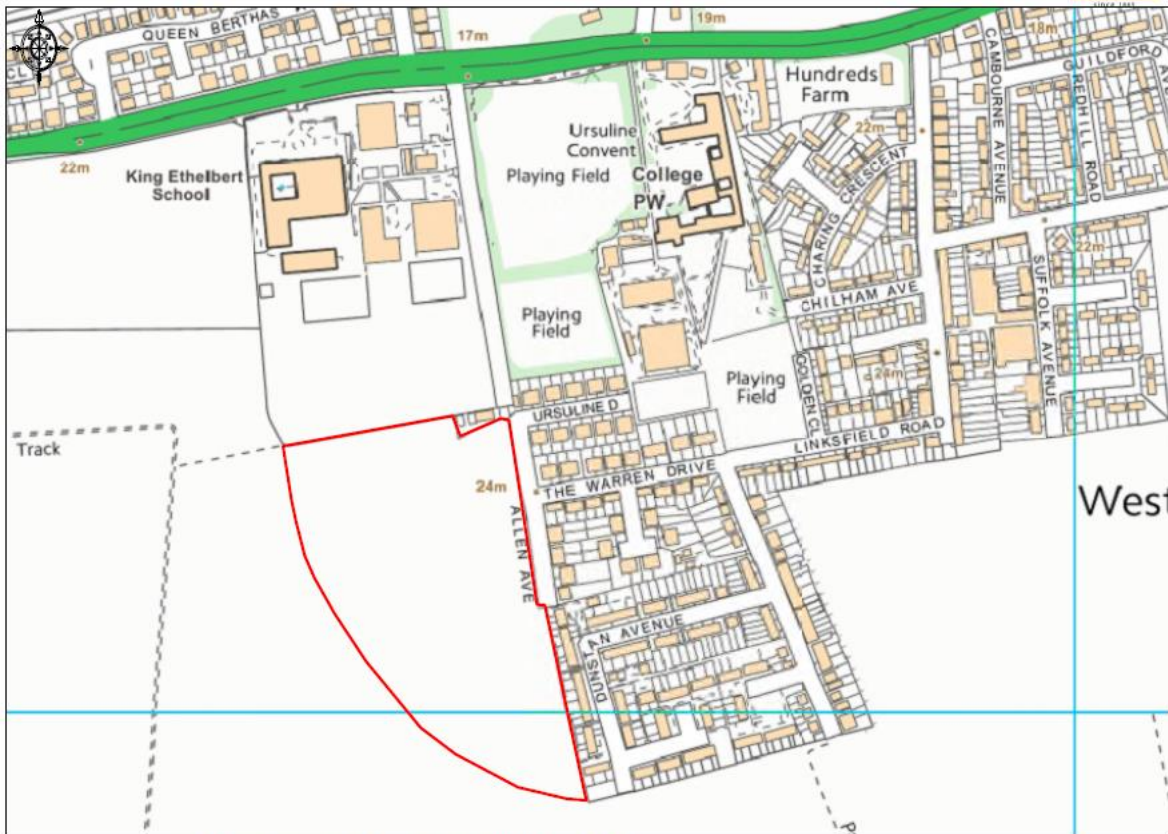 QUEEN BERTHAS
17m
19m
18m
22m
CL
King Ethelbert
School
Playing Field
Ursuline
Convent
College
PW
Hundreds
Farm
22m
CAMBOURNE AVENUE
GUILDFORD
REDHILL ROAD
CHARING CRESCENT
22m
SUFFOLK AVENUE
CHILHAM AVE
Playing
Field
24m
Playing
Field
GOLDEN CL
LINKSFIELD ROAD
URSULINE D
Track
24m
THE WARREN DRIVE
West
ALLEN AVE
DUNSTAN AVENUE